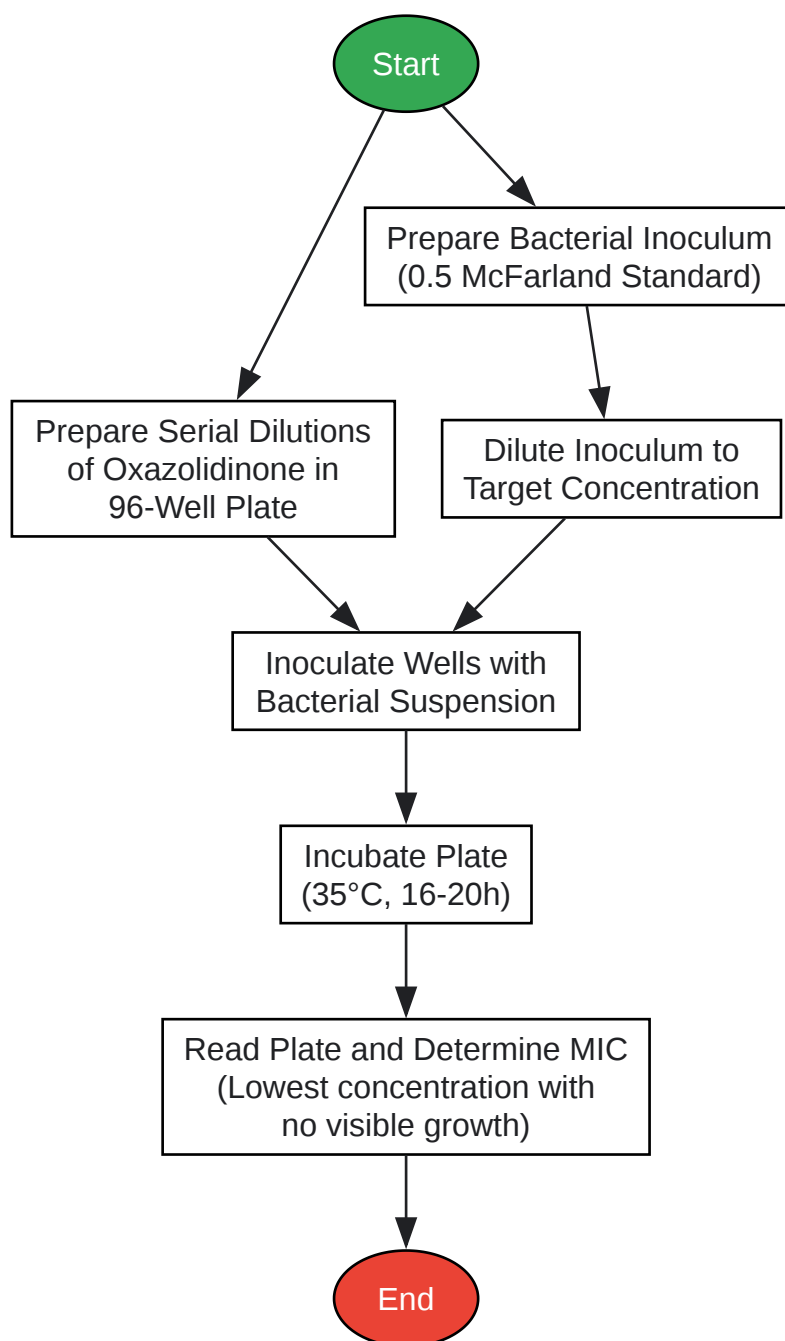 Start
Prepare Bacterial Inoculum
(0.5 McFarland Standard)
Prepare Serial Dilutions
of Oxazolidinone in
96-Well Plate
Dilute Inoculum to
Target Concentration
Inoculate Wells with
Bacterial Suspension
Incubate Plate
(35°C, 16-20h)
Read Plate and Determine MIC
(Lowest concentration with
no visible growth)
End